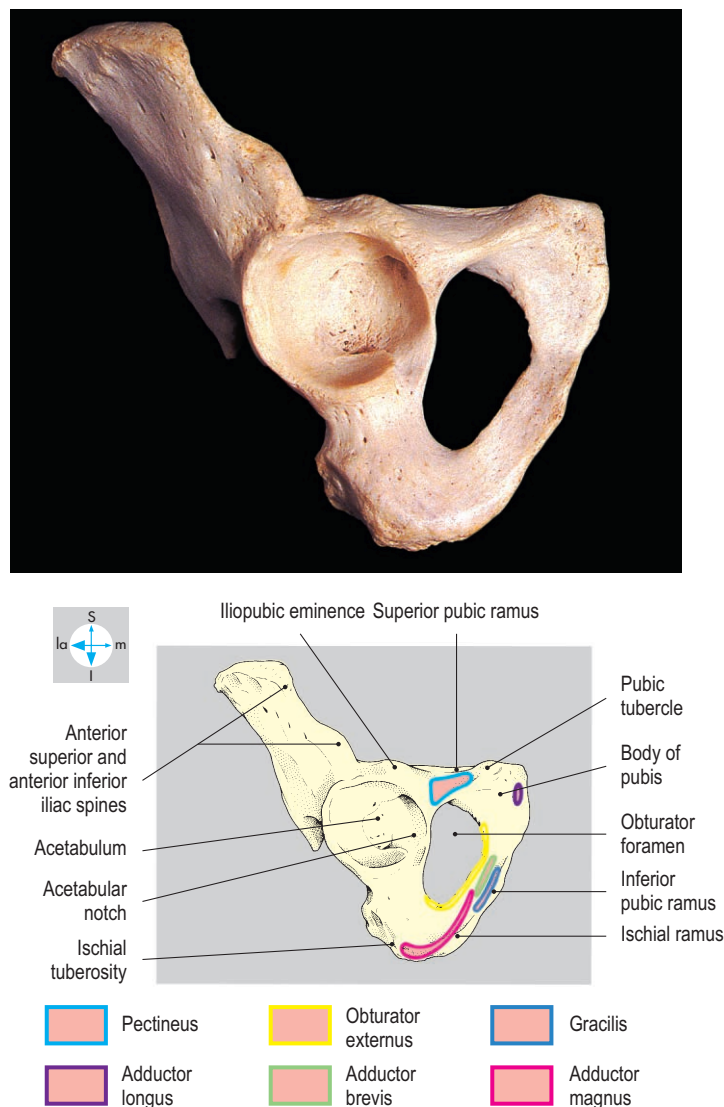 Iliopubic eminence Superior pubic ramus
S
la m
I
Pubic
tubercle
Anterior
superior and
anterior inferior
iliac spines
Body of
pubis
Acetabulum
Obturator
foramen
Acetabular
notch
Inferior
pubic ramus
Ischial
tuberosity
Ischial ramus
Pectineus
Obturator
externus
Gracilis
Adductor
longus
Adductor
brevis
Adductor
magnus